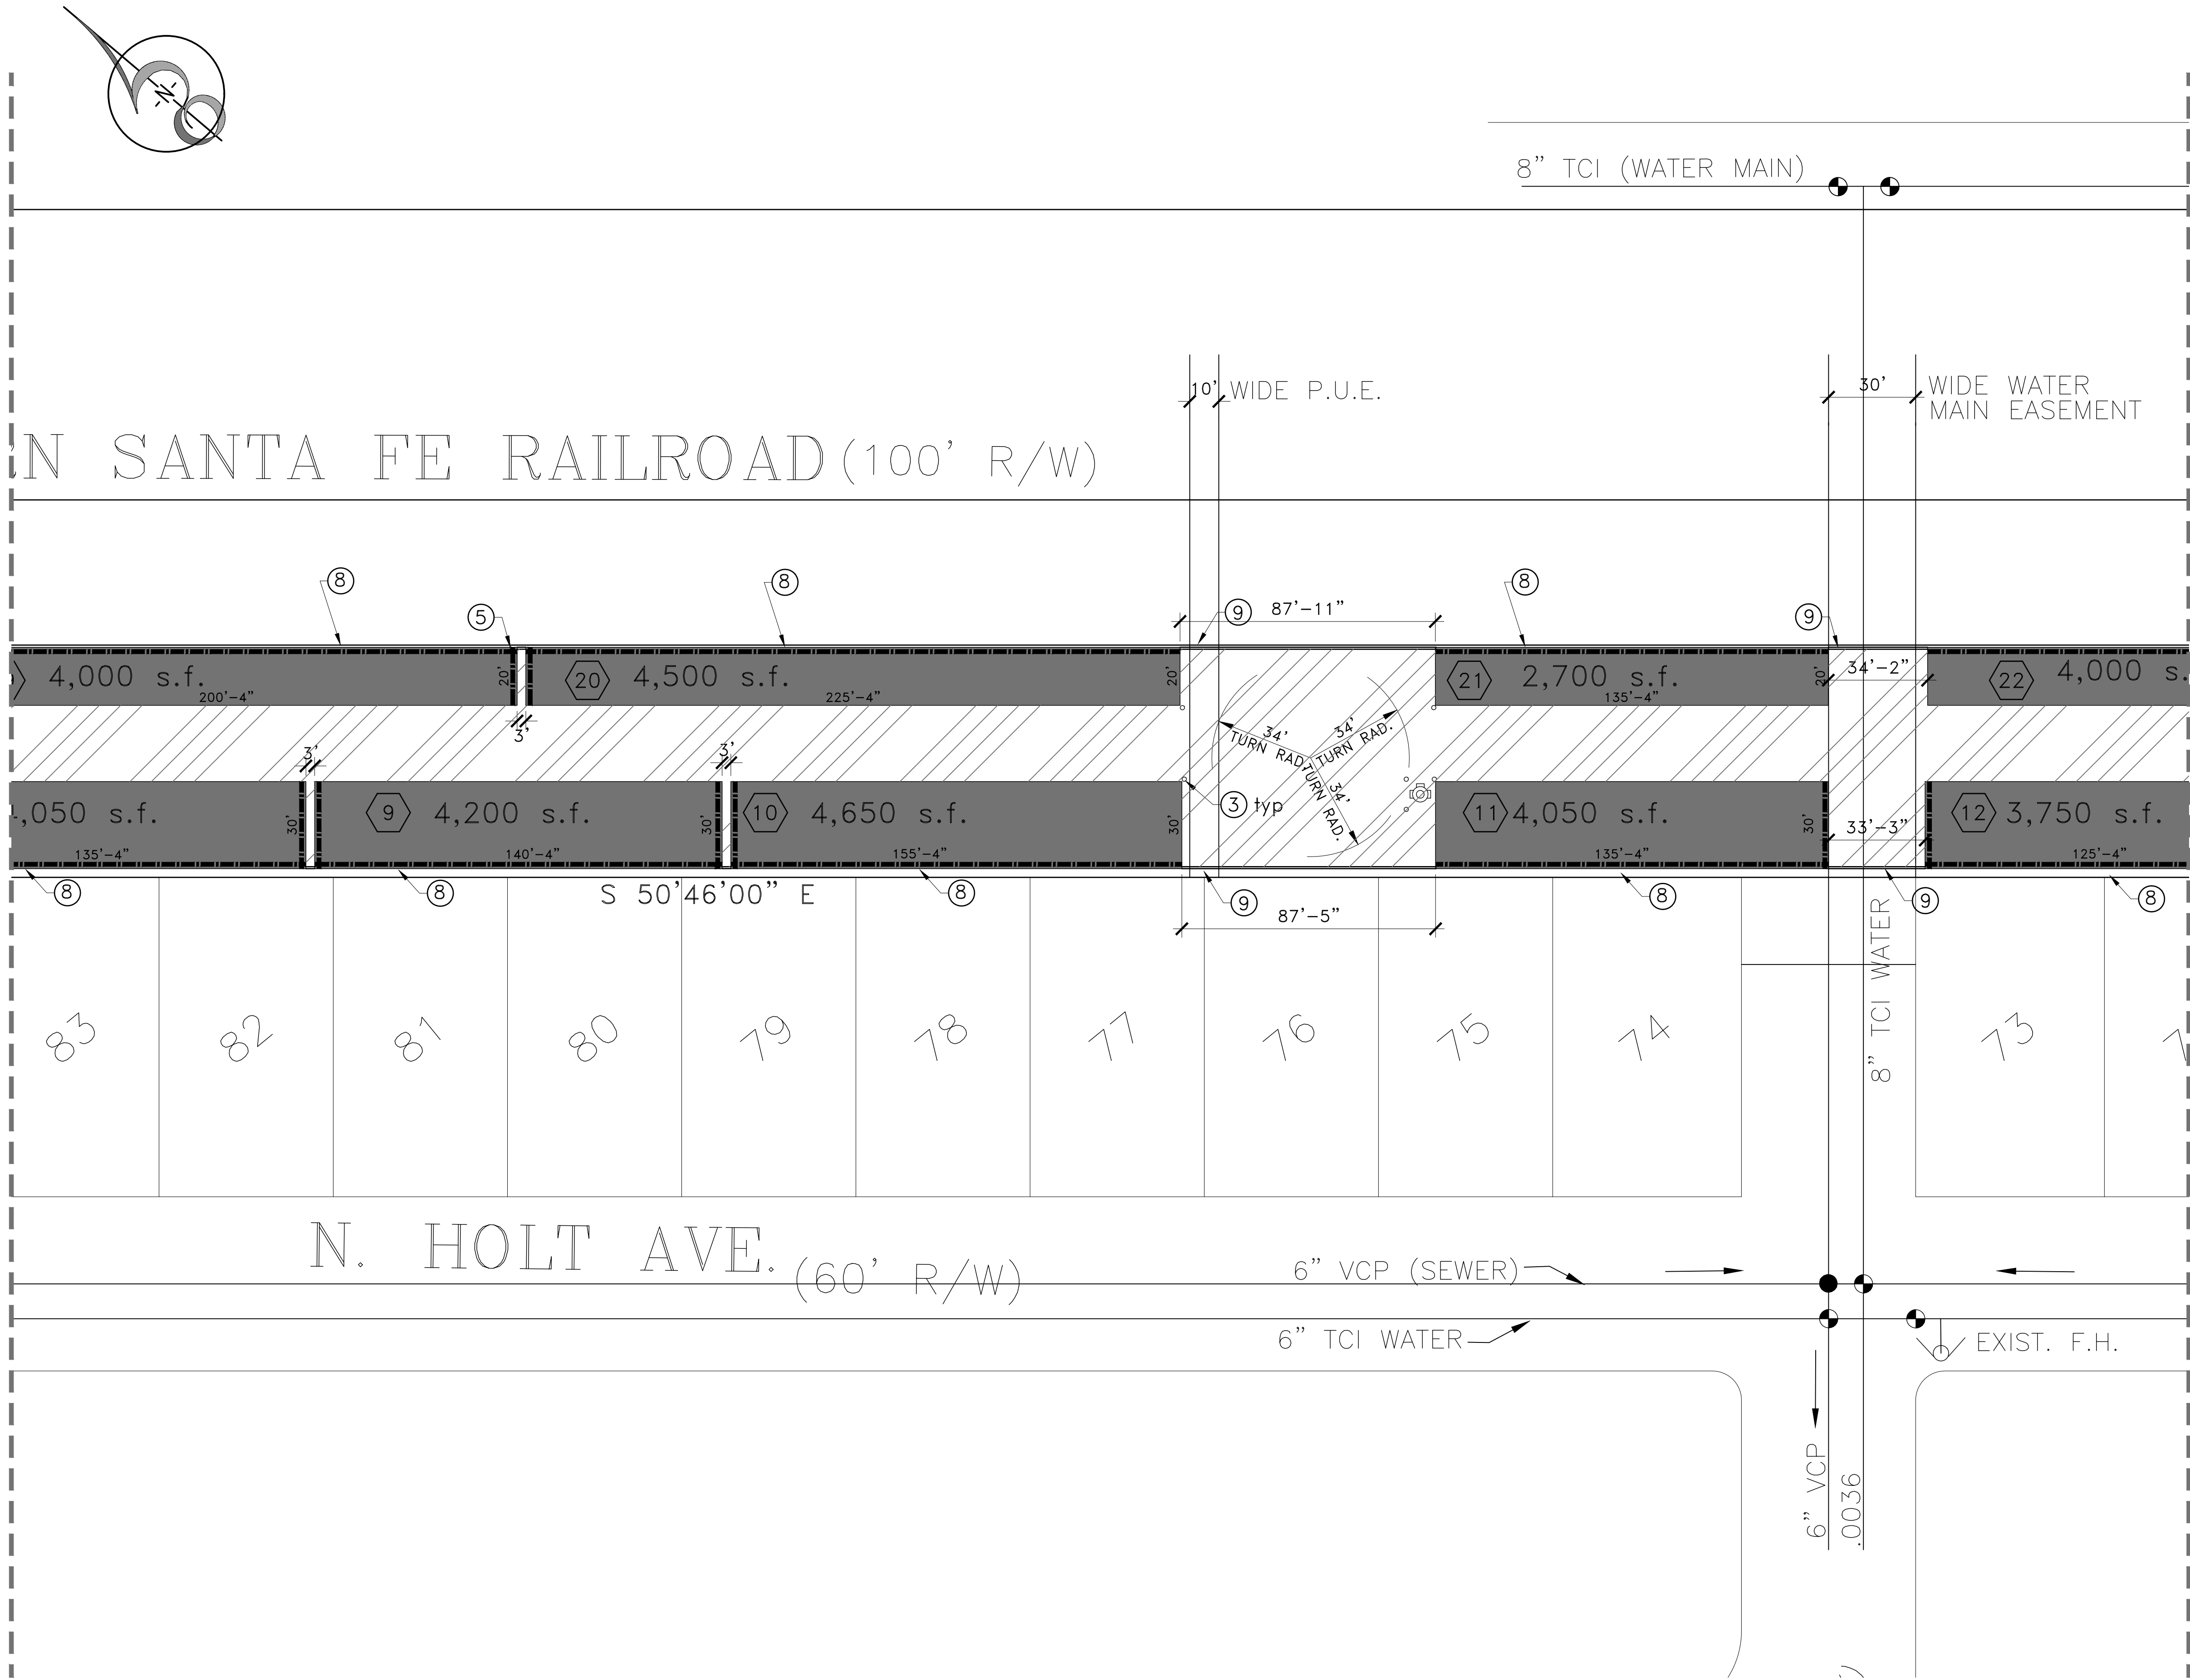 -N-
8" TCI (WATER MAIN)
10' WIDE P.U.E.
30' WIDE WATER
MAIN EASEMENT
N SANTA FE RAILROAD (100' R/W)
8
5
8
9
87'-11"
8
9
4,000 s.f.
200'-4"
20'
3'
20
4,500 s.f.
225'-4"
20'
21
2,700 s.f.
135'-4"
20'
34'-2"
22
4,000 s.
34'
TURN RAD.
34'
TURN RAD.
34'
TURN RAD.
3'
3'
,050 s.f.
135'-4"
30'
9
4,200 s.f.
140'-4"
30'
10
4,650 s.f.
155'-4"
30'
3 typ
11
4,050 s.f.
135'-4"
30'
33'-3"
12
3,750 s.f.
125'-4"
8
8
8
9
8
9
8
S 50'46'00" E
87'-5"
83
82
81
80
79
78
77
76
75
74
8" TCI WATER
73
N. HOLT AVE. (60' R/W)
6" VCP (SEWER)
6" TCI WATER
EXIST. F.H.
6" VCP
.0036